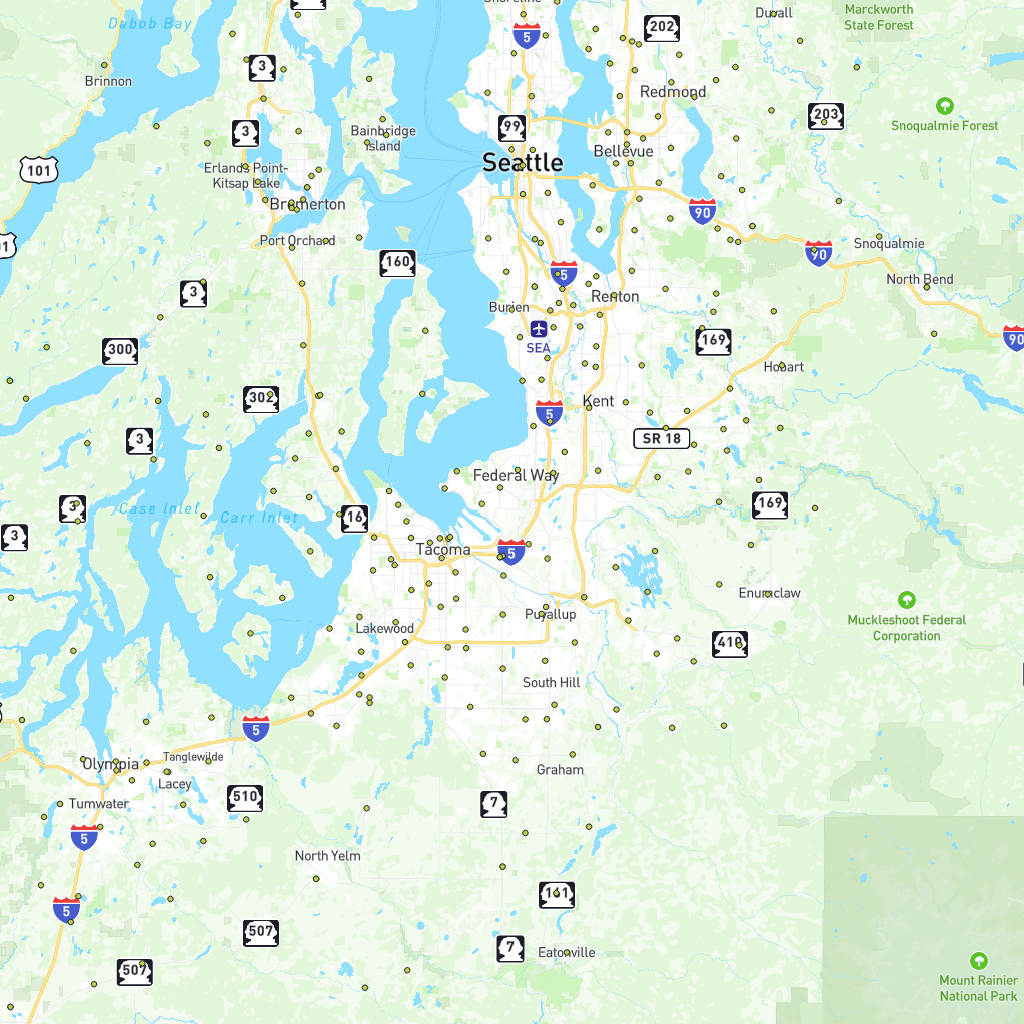 Shoreline
Dabob Bay
Duvall
Marckworth
State Forest
5
202
3
Brinnon
Redmond
203
Snoqualmie Forest
99
3
Bainbridge
Island
Seattle
Bellevue
101
Erlands Point-
Kitsap Lake
Bremerton
90
Port Orchard
Snoqualmie
90
160
5
North Bend
3
Renton
Burien
SEA
90
300
169
Hobart
302
Kent
5
3
SR 18
Federal Way
3
Case Inlet
169
Carr Inlet
16
3
Tacoma
5
Enumclaw
Muckleshoot Federal
Corporation
Puyallup
Lakewood
410
South Hill
5
Tanglewilde
Olympia
Graham
Lacey
510
Tumwater
7
5
North Yelm
161
5
507
7
Eatonville
507
Mount Rainier
National Park